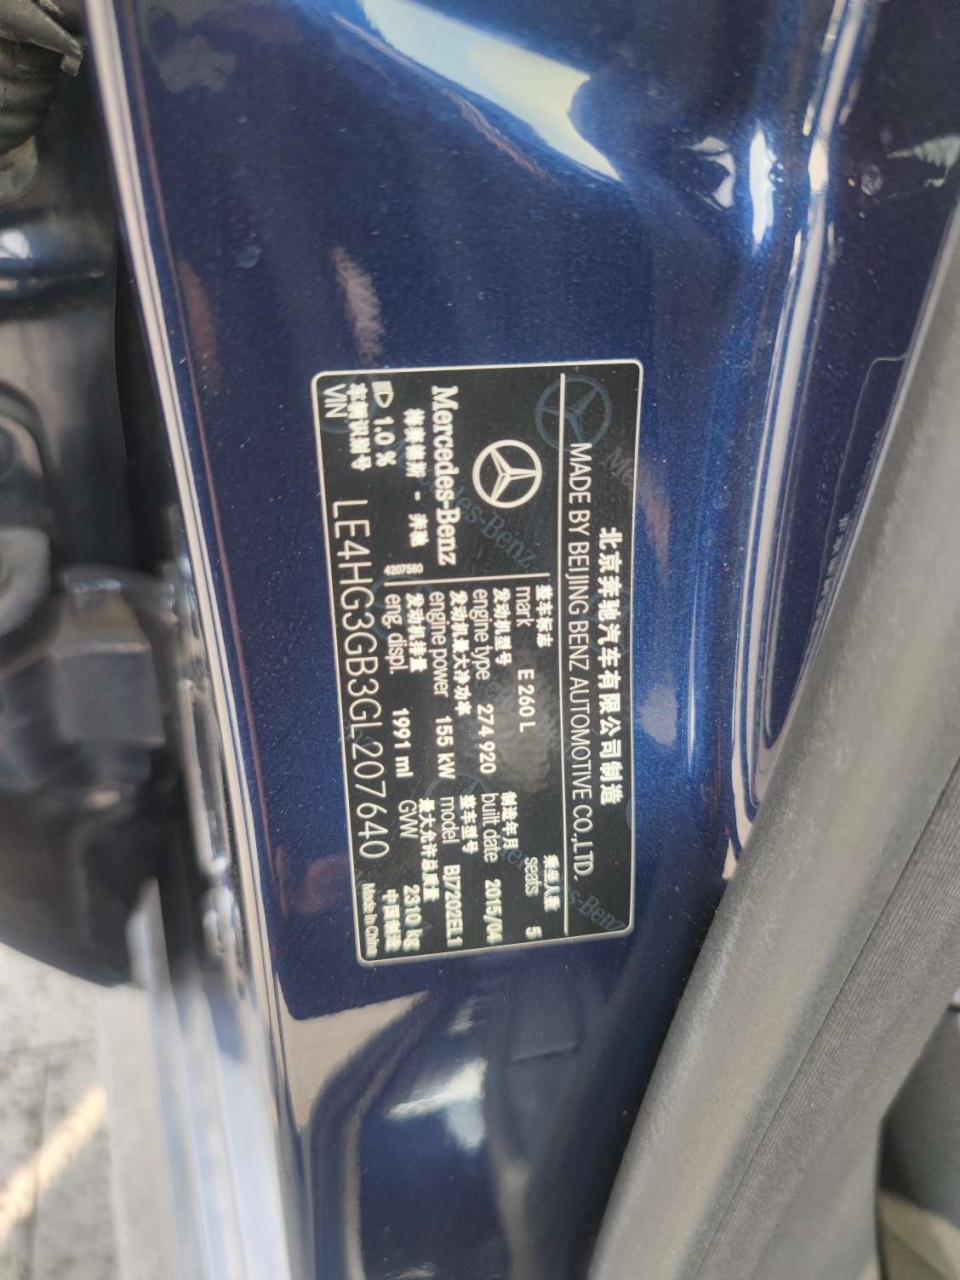 北京奔驰汽车有限公司制造
MADE BY BEIJING BENZ AUTOMOTIVE CO.,LTD.
Mercedes-Benz
梅赛德斯 - 奔驰
1.0 %
4207580
整车标志
mark E 260 L
乘坐人数
seats 5
发动机型号
engine type 274 920
制造年月
built date 2015/04
发动机最大净功率
engine power 155 kW
整车型号
model BJ7202EL1
发动机排量
eng. displ. 1991 ml
最大允许总质量
GVW 2310 kg
车辆识别号
VIN LE4HG3GB3GL207640
中国制造
Made in China